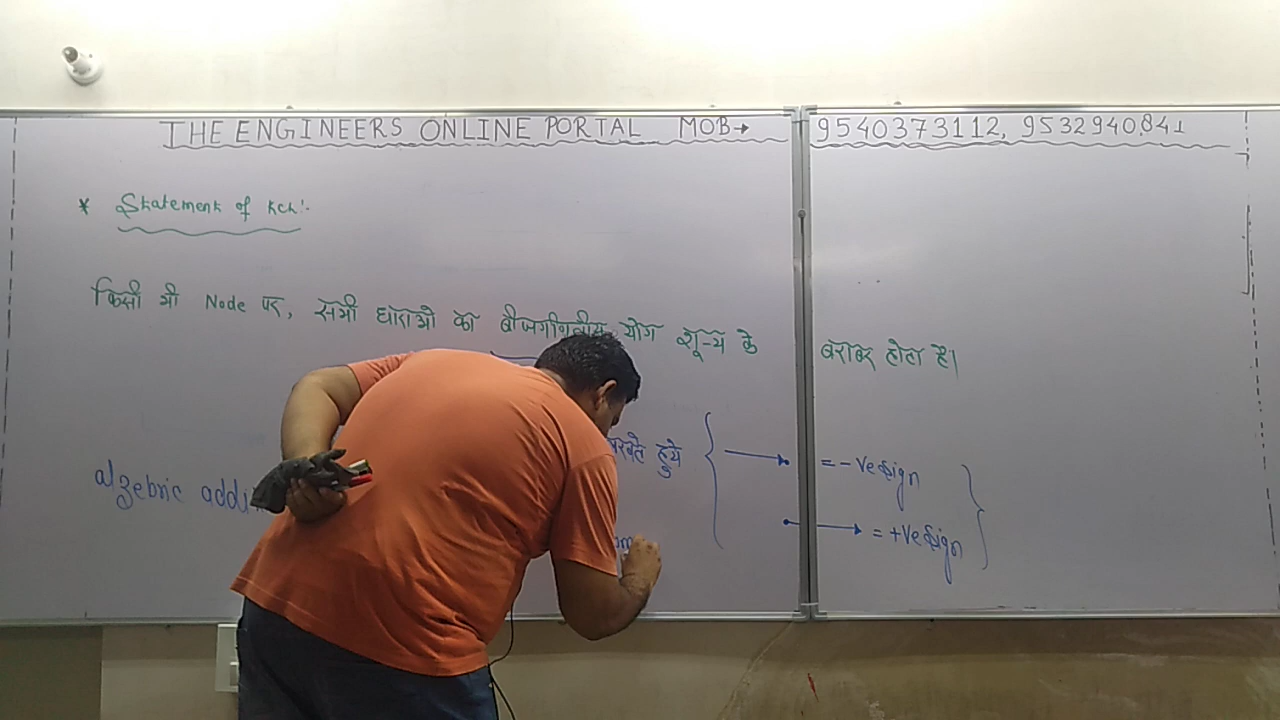 THE ENGINEERS ONLINE PORTAL MOB→ 9540373112, 9532940841
* Statement of KCL:-
किसी भी Node पर, सभी धाराओ का बीजगणितीय योग शून्य के बराबर होता है।
हुये
= -Ve sign
algebric addi
= +Ve sign